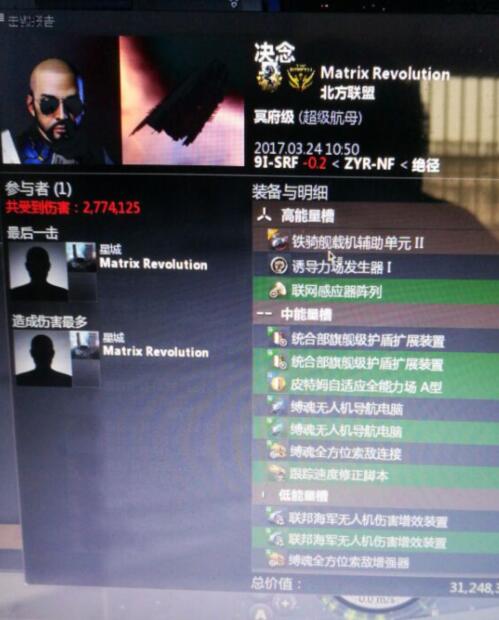 决念
Matrix Revolution
北方联盟
冥府级 (超级航母)
2017.03.24 10:50
9I-SRF -0.2 < ZYR-NF < 绝径
参与者 (1)
共受到伤害：2,774,125
最后一击
星城
Matrix Revolution
造成伤害最多
星城
Matrix Revolution
装备与明细
高能量槽
铁骑舰载机辅助单元 II
诱导力场发生器 I
联网感应器阵列
中能量槽
统合部旗舰级护盾扩展装置
统合部旗舰级护盾扩展装置
皮特姆自适应全能力场 A型
缚魂无人机导航电脑
缚魂无人机导航电脑
缚魂全方位索敌连接
跟踪速度修正脚本
低能量槽
联邦海军无人机伤害增效装置
联邦海军无人机伤害增效装置
缚魂全方位索敌增强器
总价值：
31,248,3
0.0 m/s